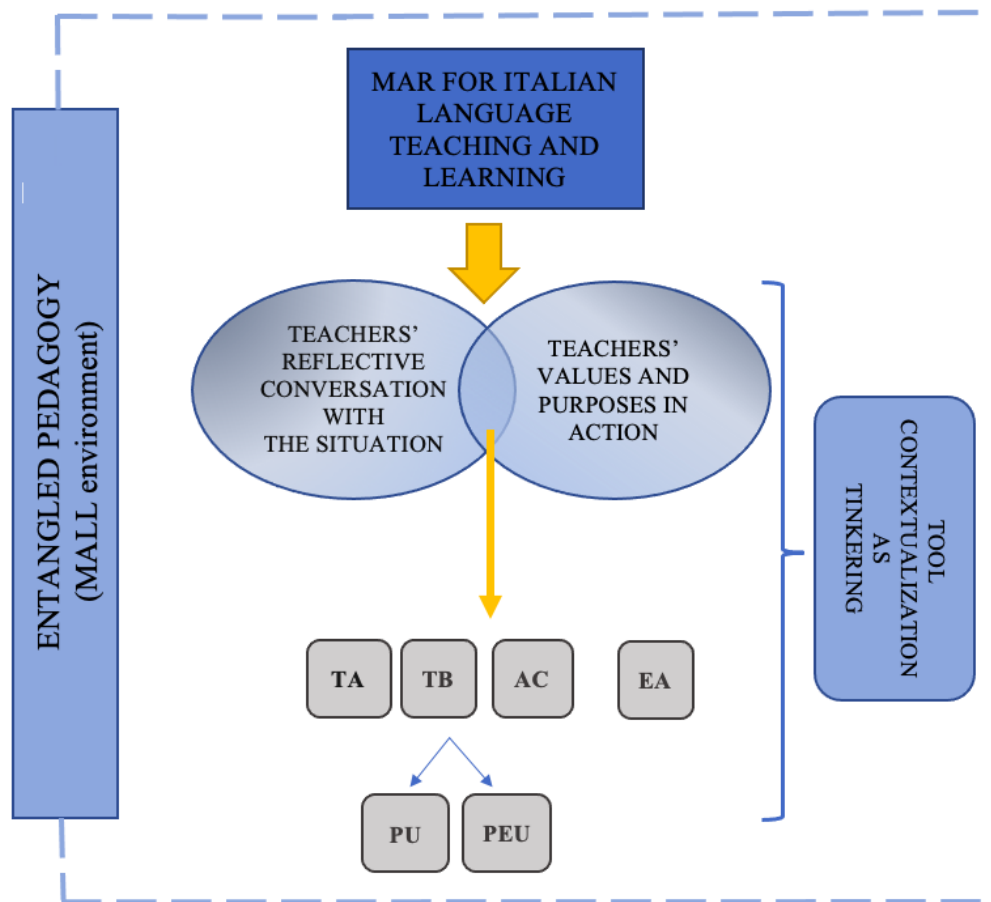 ENTANGLED PEDAGOGY
(MALL environment)
MAR FOR ITALIAN
LANGUAGE
TEACHING AND
LEARNING
TEACHERS’
REFLECTIVE
CONVERSATION
WITH
THE SITUATION
TEACHERS’
VALUES AND
PURPOSES IN
ACTION
TOOL
CONTEXTUALIZATION
AS
TINKERING
TA
TB
AC
EA
PU
PEU